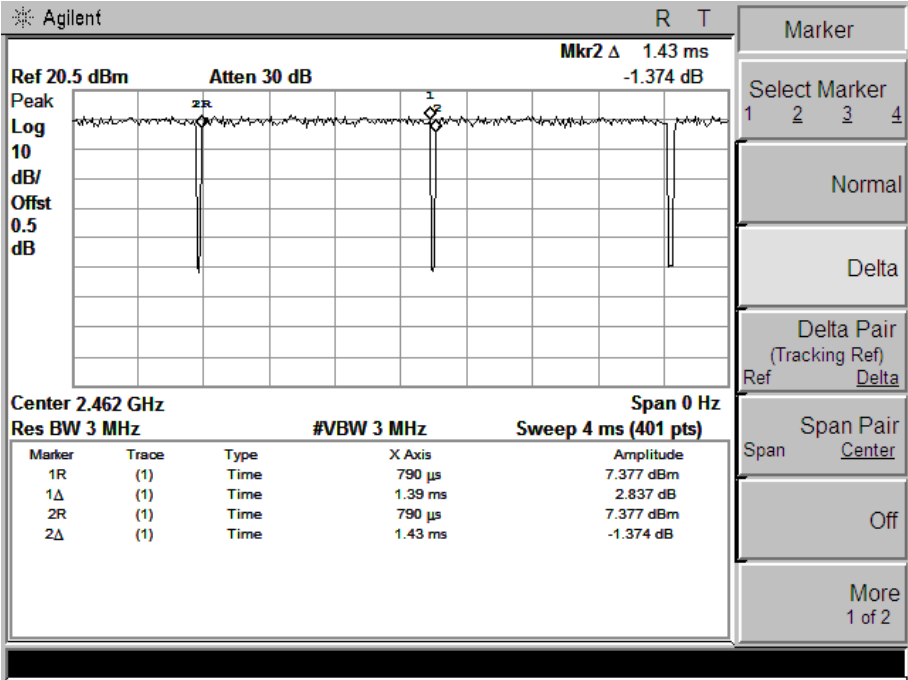 Agilent
R T
Mkr2 Δ 1.43 ms
Ref 20.5 dBm Atten 30 dB -1.374 dB
Peak
Log
10
dB/
Offst
0.5
dB
2R
1
2
Center 2.462 GHz Span 0 Hz
Res BW 3 MHz #VBW 3 MHz Sweep 4 ms (401 pts)
Marker Trace Type X Axis Amplitude
1R (1) Time 790 µs 7.377 dBm
1Δ (1) Time 1.39 ms 2.837 dB
2R (1) Time 790 µs 7.377 dBm
2Δ (1) Time 1.43 ms -1.374 dB
Marker
Select Marker
1 2 3 4
Normal
Delta
Delta Pair
(Tracking Ref)
Ref Delta
Span Pair
Span Center
Off
More
1 of 2